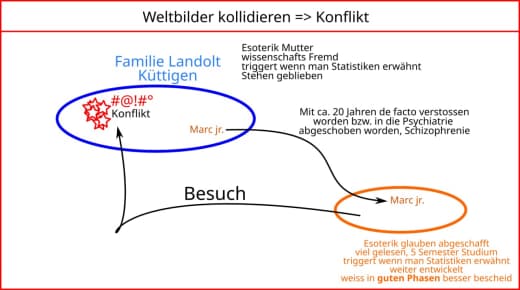 Weltbilder kollidieren => Konflikt
Familie Landolt
Küttigen
Esoterik Mutter
wissenschafts Fremd
triggert wenn man Statistiken erwähnt
Stehen geblieben
#@!#°
Konflikt
Marc jr.
Mit ca. 20 Jahren de facto verstossen
worden bzw. in die Psychiatrie
abgeschoben worden, Schizophrenie
Besuch
Marc jr.
Esoterik glauben abgeschafft
viel gelesen, 5 Semester Studium
triggert wenn man Statistiken erwähnt
weiter entwickelt
weiss in guten Phasen besser bescheid